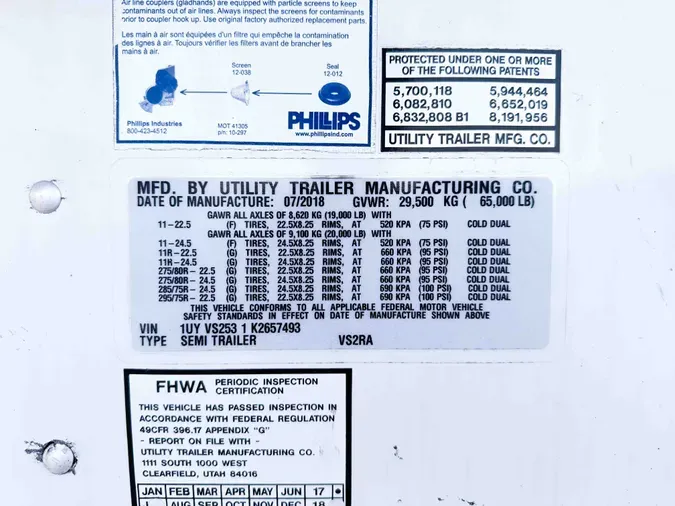 Air line couplers (gladhands) are equipped with particle screens to keep
contaminants out of air lines. Always inspect the screens for contaminants
prior to coupler hook up. Use original factory authorized replacement parts.
Les main à air sont équipées d'un filtre qui empêche la contamination
des lignes à air. Toujours vérifier les filters avant de brancher les
mains à air.
Screen
12-038
Seal
12-012
Phillips Industries
800-423-4512
MOT 41305
pm: 10-297
PHILLIPS
www.phillipsind.com
PROTECTED UNDER ONE OR MORE
OF THE FOLLOWING PATENTS
5,700,118 5,944,464
6,082,810 6,652,019
6,832,808 B1 8,191,956
UTILITY TRAILER MFG. CO.
MFD. BY UTILITY TRAILER MANUFACTURING CO.
DATE OF MANUFACTURE: 07/2018 GVWR: 29,500 KG ( 65,000 LB)
GAWR ALL AXLES OF 8,620 KG (19,000 LB) WITH
11-22.5 (F) TIRES, 22.5X8.25 RIMS, AT 520 KPA (75 PSI) COLD DUAL
GAWR ALL AXLES OF 9,100 KG (20,000 LB) WITH
11-24.5 (F) TIRES, 24.5X8.25 RIMS, AT 520 KPA (75 PSI) COLD DUAL
11R-22.5 (G) TIRES, 22.5X8.25 RIMS, AT 660 KPA (95 PSI) COLD DUAL
11R-24.5 (G) TIRES, 24.5X8.25 RIMS, AT 660 KPA (95 PSI) COLD DUAL
275/80R- 22.5 (G) TIRES, 22.5X8.25 RIMS, AT 660 KPA (95 PSI) COLD DUAL
275/80R- 24.5 (G) TIRES, 24.5X8.25 RIMS, AT 660 KPA (95 PSI) COLD DUAL
285/75R- 24.5 (G) TIRES, 24.5X8.25 RIMS, AT 690 KPA (100 PSI) COLD DUAL
295/75R- 22.5 (G) TIRES, 22.5X8.25 RIMS, AT 690 KPA (100 PSI) COLD DUAL
THIS VEHICLE CONFORMS TO ALL APPLICABLE FEDERAL MOTOR VEHICLE
SAFETY STANDARDS IN EFFECT ON DATE OF MANUFACTURE SHOWN ABOVE
VIN 1UY VS253 1 K2657493
TYPE SEMI TRAILER VS2RA
FHWA PERIODIC INSPECTION
CERTIFICATION
THIS VEHICLE HAS PASSED INSPECTION IN
ACCORDANCE WITH FEDERAL REGULATION
49CFR 396.17 APPENDIX "G"
- REPORT ON FILE WITH -
UTILITY TRAILER MANUFACTURING CO.
1111 SOUTH 1000 WEST
CLEARFIELD, UTAH 84016
JAN FEB MAR APR MAY JUN 17
AUG SEP OCT NOV DEC 18